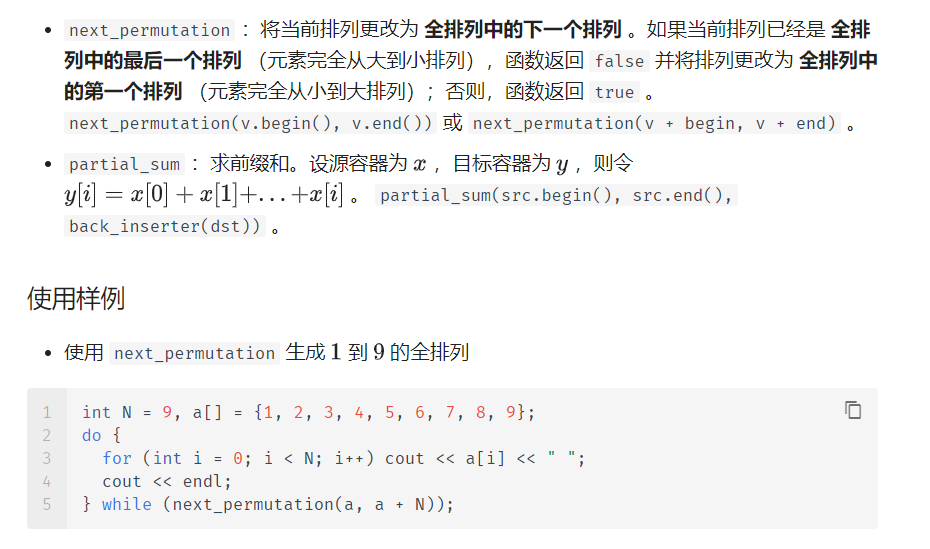 • next_permutation ：将当前排列更改为 全排列中的下一个排列 。如果当前排列已经是 全排
列中的最后一个排列 （元素完全从大到小排列），函数返回 false 并将排列更改为 全排列中
的第一个排列 （元素完全从小到大排列）；否则，函数返回 true 。
next_permutation(v.begin(), v.end()) 或 next_permutation(v + begin, v + end) 。
• partial_sum ：求前缀和。设源容器为 x ，目标容器为 y ，则令
y[i] = x[0] + x[1]+...+x[i] 。 partial_sum(src.begin(), src.end(),
back_inserter(dst)) 。
使用样例
• 使用 next_permutation 生成 1 到 9 的全排列
1 int N = 9, a[] = {1, 2, 3, 4, 5, 6, 7, 8, 9};
2 do {
3   for (int i = 0; i < N; i++) cout << a[i] << " ";
4   cout << endl;
5 } while (next_permutation(a, a + N));